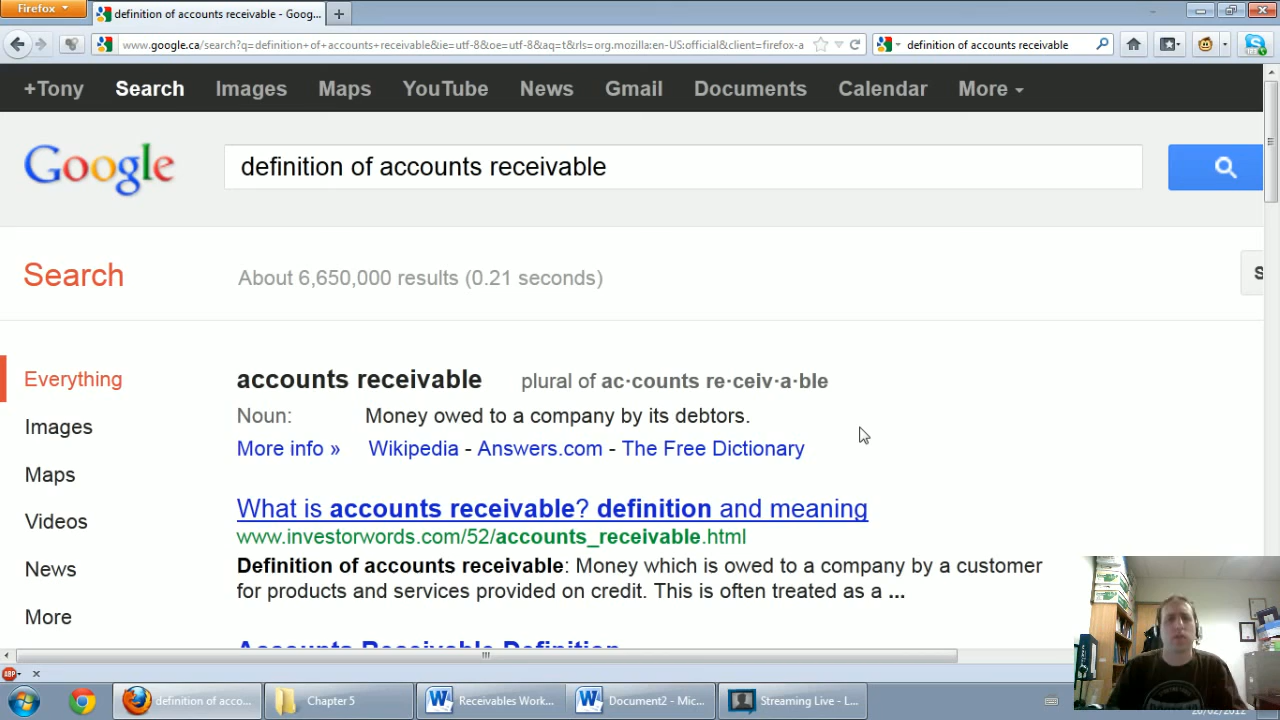 Firefox
definition of accounts receivable - Goog...
www.google.ca/search?q=definition+of+accounts+receivable&ie=utf-8&oe=utf-8&aq=t&rls=org.mozilla:en-US:official&client=firefox-a
definition of accounts receivable
+Tony Search Images Maps YouTube News Gmail Documents Calendar More
Google
definition of accounts receivable
Search
About 6,650,000 results (0.21 seconds)
S
Everything
Images
Maps
Videos
News
More
accounts receivable plural of ac·counts re·ceiv·a·ble
Noun: Money owed to a company by its debtors.
More info » Wikipedia - Answers.com - The Free Dictionary
What is accounts receivable? definition and meaning
www.investorwords.com/52/accounts_receivable.html
Definition of accounts receivable: Money which is owed to a company by a customer
for products and services provided on credit. This is often treated as a ...
Accounts Receivable Definition
ABP
definition of acco... Chapter 5 Receivables Work... Document2 - Mic... Streaming Live - L...
20/02/2012